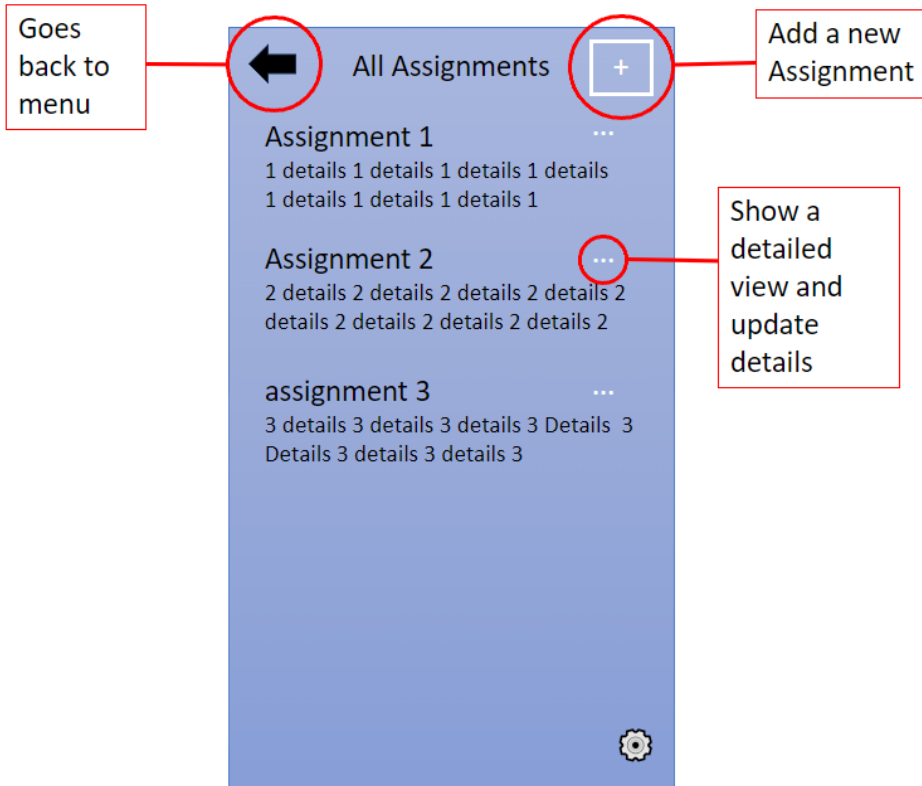 Goes
back to
menu
All Assignments
+
Add a new
Assignment
Assignment 1
...
1 details 1 details 1 details 1 details
1 details 1 details 1 details 1
Assignment 2
...
2 details 2 details 2 details 2 details 2
details 2 details 2 details 2 details 2
Show a
detailed
view and
update
details
assignment 3
...
3 details 3 details 3 details 3 Details  3
Details 3 details 3 details 3